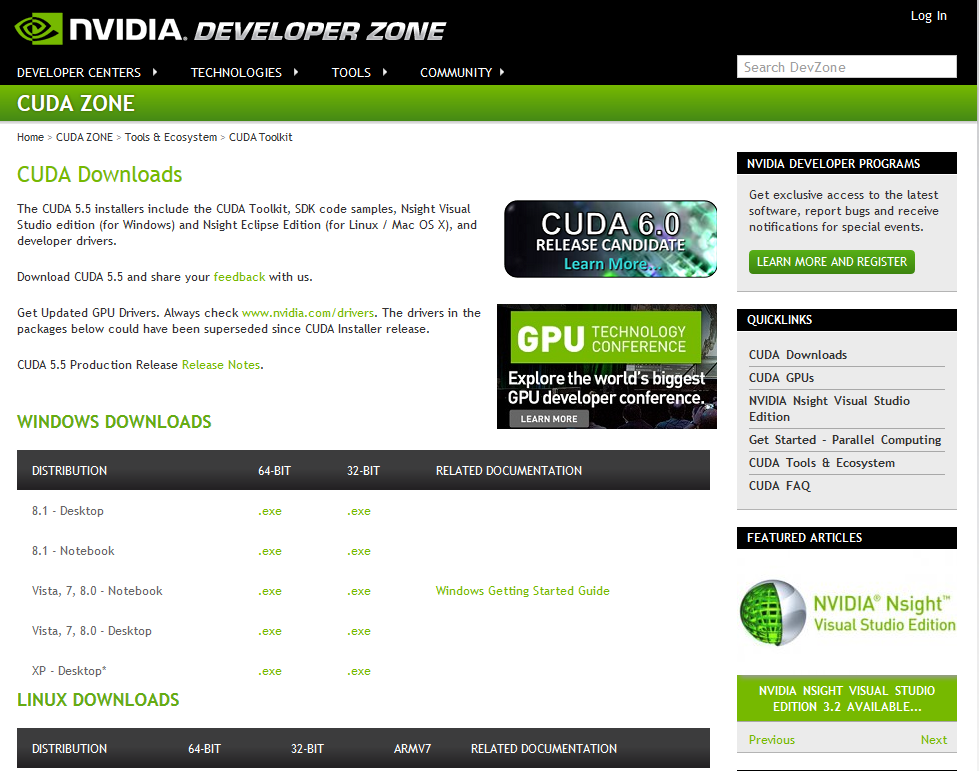 NVIDIA. DEVELOPER ZONE
Log In
DEVELOPER CENTERS
TECHNOLOGIES
TOOLS
COMMUNITY
Search DevZone
CUDA ZONE
Home > CUDA ZONE > Tools & Ecosystem > CUDA Toolkit
CUDA Downloads
The CUDA 5.5 installers include the CUDA Toolkit, SDK code samples, Nsight Visual
Studio edition (for Windows) and Nsight Eclipse Edition (for Linux / Mac OS X), and
developer drivers.
Download CUDA 5.5 and share your feedback with us.
Get Updated GPU Drivers. Always check www.nvidia.com/drivers. The drivers in the
packages below could have been superseded since CUDA Installer release.
CUDA 5.5 Production Release Release Notes.
CUDA 6.0
RELEASE CANDIDATE
Learn More...
GPU TECHNOLOGY
CONFERENCE
Explore the world's biggest
GPU developer conference.
LEARN MORE
WINDOWS DOWNLOADS
DISTRIBUTION 64-BIT 32-BIT RELATED DOCUMENTATION
8.1 - Desktop .exe .exe
8.1 - Notebook .exe .exe
Vista, 7, 8.0 - Notebook .exe .exe Windows Getting Started Guide
Vista, 7, 8.0 - Desktop .exe .exe
XP - Desktop* .exe .exe
LINUX DOWNLOADS
DISTRIBUTION 64-BIT 32-BIT ARMV7 RELATED DOCUMENTATION
NVIDIA DEVELOPER PROGRAMS
Get exclusive access to the latest
software, report bugs and receive
notifications for special events.
LEARN MORE AND REGISTER
QUICKLINKS
CUDA Downloads
CUDA GPUs
NVIDIA Nsight Visual Studio
Edition
Get Started - Parallel Computing
CUDA Tools & Ecosystem
CUDA FAQ
FEATURED ARTICLES
NVIDIA® Nsight™
Visual Studio Edition
NVIDIA NSIGHT VISUAL STUDIO
EDITION 3.2 AVAILABLE...
Previous Next